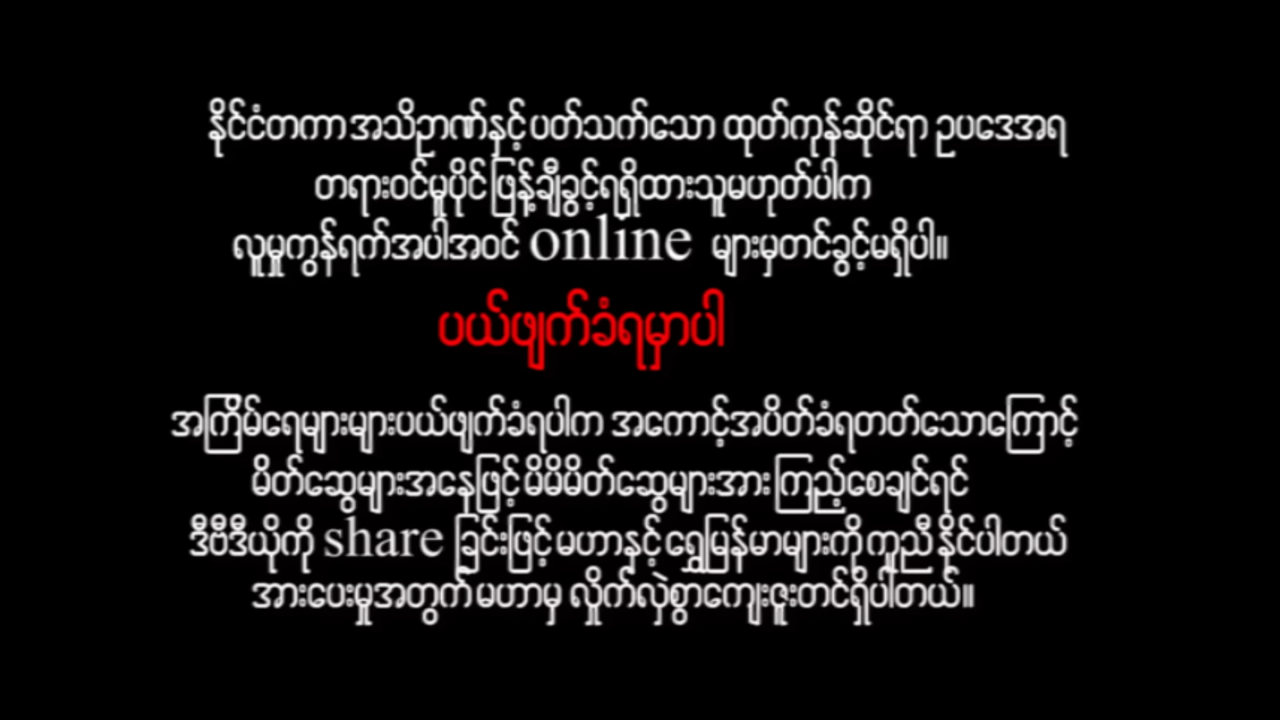 နိုင်ငံတကာ အသိဉာဏ်နှင့် ပတ်သက်သော ထုတ်ကုန်ဆိုင်ရာ ဥပဒေအရ
တရားဝင်မူပိုင် ဖြန့်ချီခွင့်ရရှိထားသူမဟုတ်ပါက
လူမှုကွန်ရက်အပါအဝင် online များမှတင်ခွင့်မရှိပါ။
ပယ်ဖျက်ခံရမှာပါ
အကြိမ်ရေများများပယ်ဖျက်ခံရပါက အကောင့်အပိတ်ခံရတတ်သောကြောင့်
မိတ်ဆွေများအနေဖြင့် မိမိမိတ်ဆွေများအား ကြည့်စေချင်ရင်
ဒီဗီဒီယိုကို share ခြင်းဖြင့် မဟာနှင့် ရွှေမြန်မာများကို ကူညီ နိုင်ပါတယ်
အားပေးမှုအတွက် မဟာမှ လှိုက်လှဲစွာကျေးဇူးတင်ရှိပါတယ်။